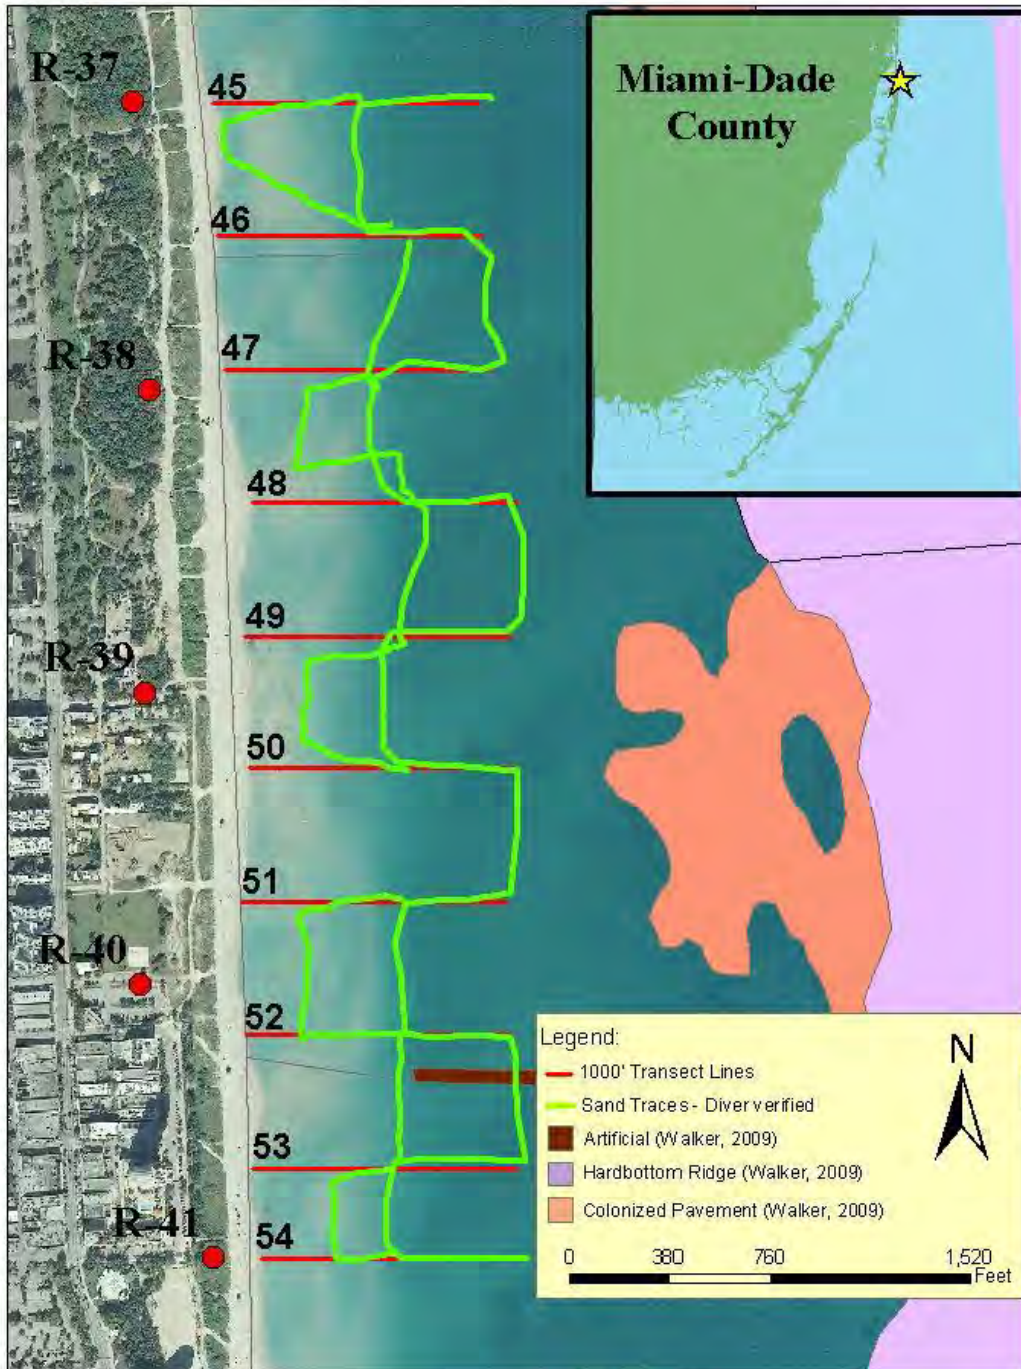 R-37
45
Miami-Dade
County
46
47
R-38
48
49
R-39
50
51
R-40
52
53
R-41
54
Legend:
1000' Transect Lines
Sand Traces - Diver verified
Artificial (Walker, 2009)
Hardbottom Ridge (Walker, 2009)
Colonized Pavement (Walker, 2009)
N
0 380 760 1,520
Feet